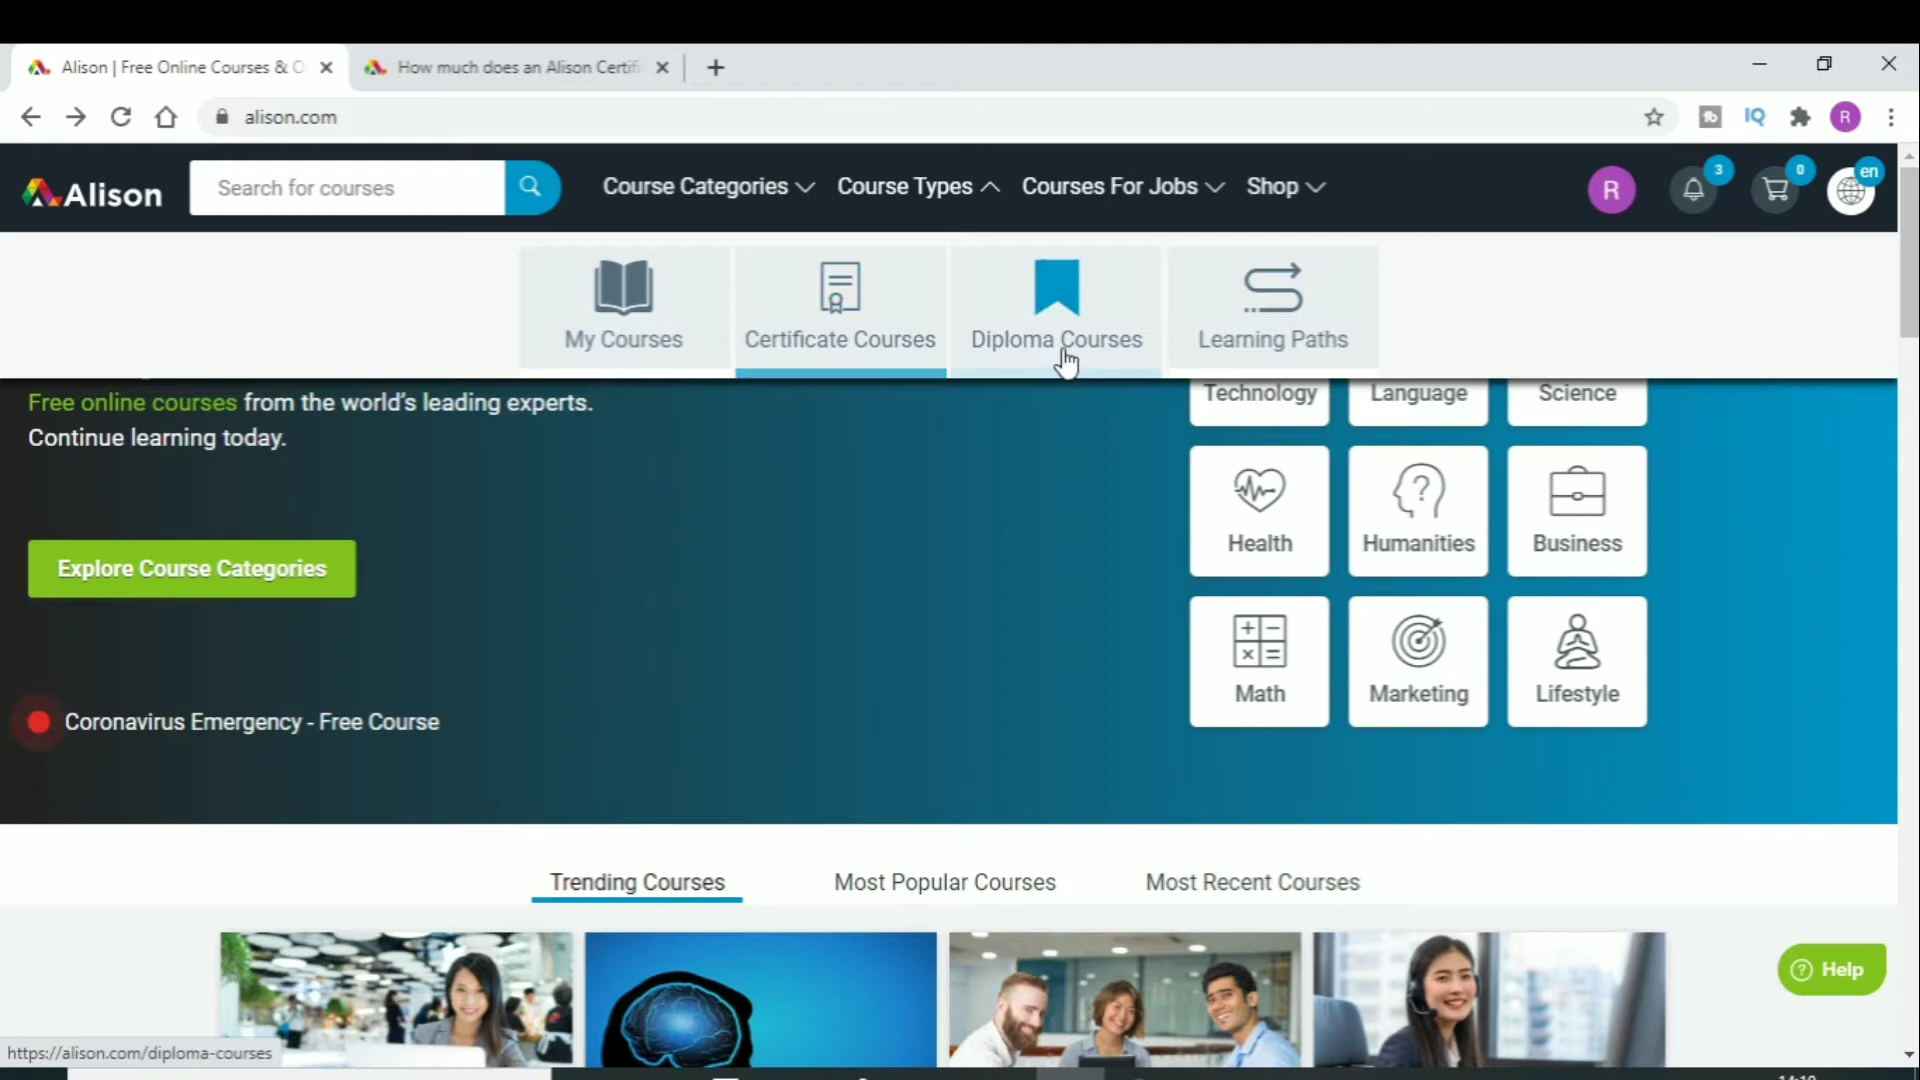 Alison | Free Online Courses & O
How much does an Alison Certifi
alison.com
IQ
R
Alison
Search for courses
Course Categories
Course Types
Courses For Jobs
Shop
R
3
0
en
My Courses
Certificate Courses
Diploma Courses
Learning Paths
Free online courses from the world's leading experts.
Continue learning today.
Technology
Language
Science
Explore Course Categories
Health
Humanities
Business
Math
Marketing
Lifestyle
Coronavirus Emergency - Free Course
Trending Courses
Most Popular Courses
Most Recent Courses
? Help
https://alison.com/diploma-courses